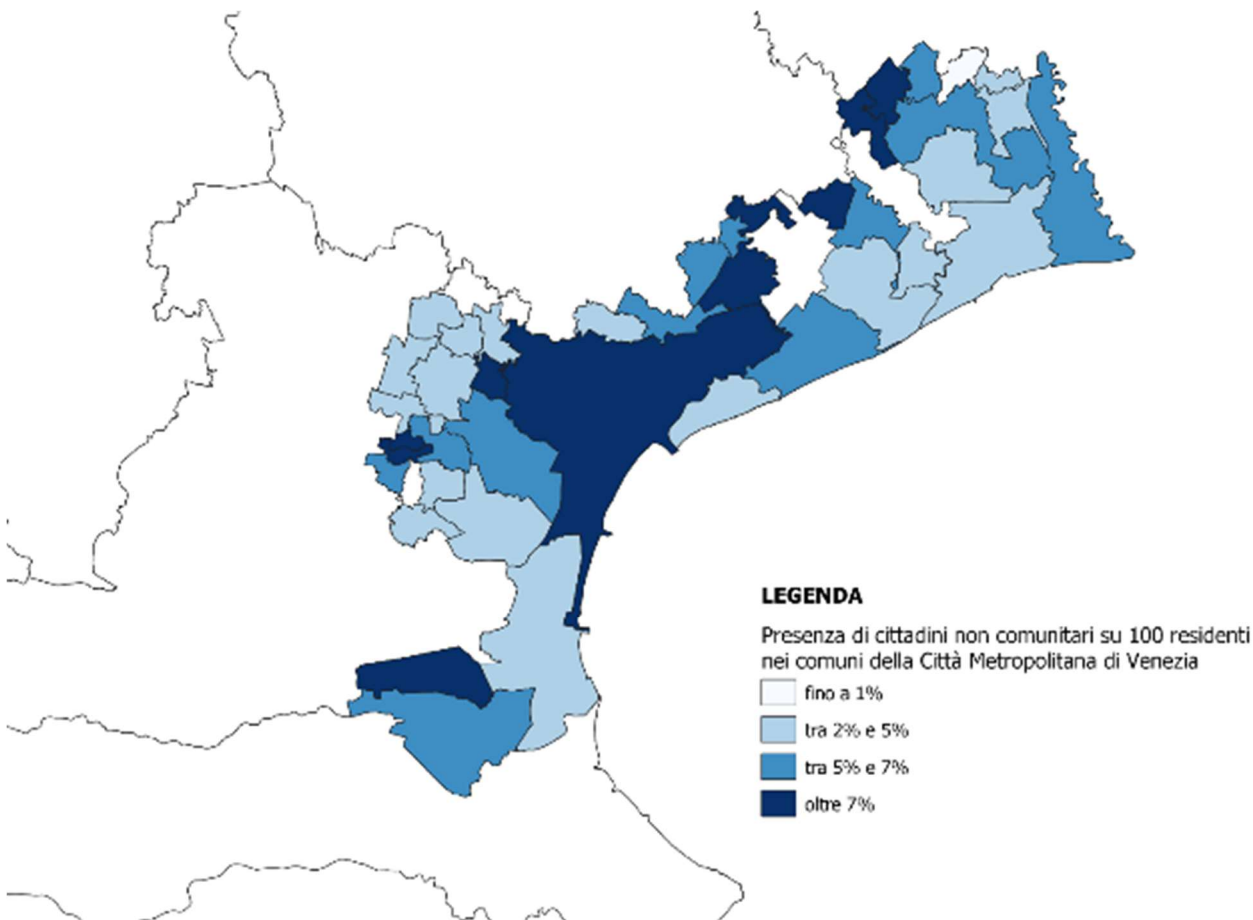 LEGENDA
Presenza di cittadini non comunitari su 100 residenti
nei comuni della Città Metropolitana di Venezia
fino a 1%
tra 2% e 5%
tra 5% e 7%
oltre 7%